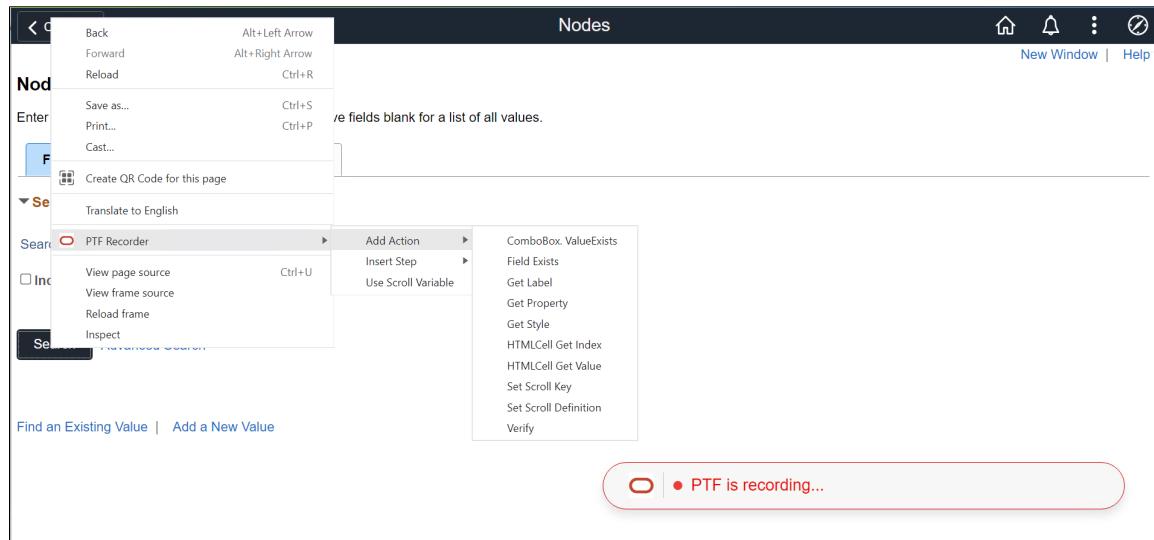 Nodes
New Window | Help
Nod
Enter
ve fields blank for a list of all values.
F
Se
Sear
Inc
Se
Find an Existing Value | Add a New Value
Back Alt+Left Arrow
Forward Alt+Right Arrow
Reload Ctrl+R
Save as... Ctrl+S
Print... Ctrl+P
Cast...
Create QR Code for this page
Translate to English
PTF Recorder
View page source Ctrl+U
View frame source
Reload frame
Inspect
Add Action
Insert Step
Use Scroll Variable
ComboBox. ValueExists
Field Exists
Get Label
Get Property
Get Style
HTMLCell Get Index
HTMLCell Get Value
Set Scroll Key
Set Scroll Definition
Verify
PTF is recording...